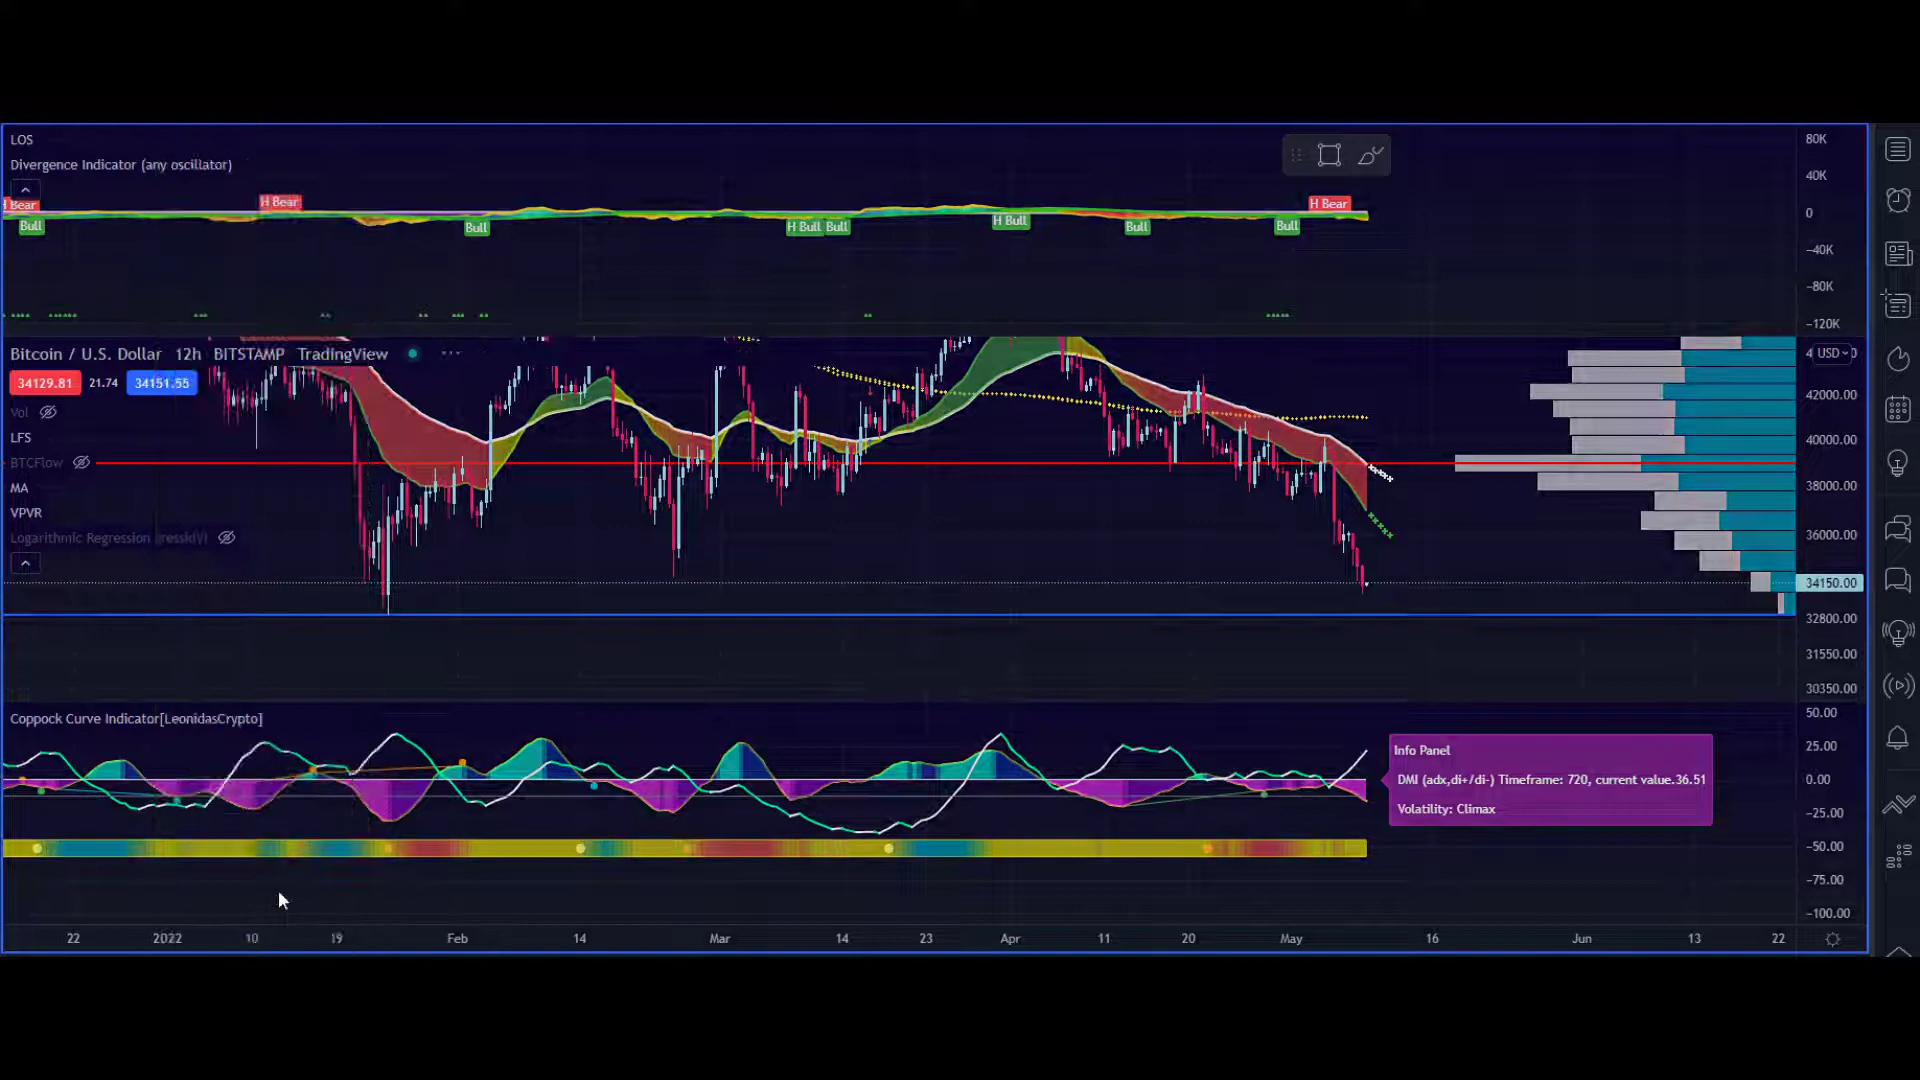 LOS
80K
Divergence Indicator (any oscillator)
40K
H Bear
H Bear
H Bear
0
Bull
Bull
H Bull
Bull
H Bull
Bull
Bull
−40K
−80K
−120K
Bitcoin / U.S. Dollar 12h BITSTAMP TradingView
USD
34129.81
21.74
34151.55
42000.00
Vol
LFS
40000.00
BTCFlow
MA
38000.00
VPVR
Logarithmic Regression
36000.00
34150.00
32800.00
31550.00
30350.00
Coppock Curve Indicator[LeonidasCrypto]
50.00
Info Panel
25.00
DMI (adx,di+/di-) Timeframe: 720, current value.36.51
0.00
Volatility: Climax
−25.00
−50.00
−75.00
−100.00
22
2022
10
19
Feb
14
Mar
14
23
Apr
11
20
May
16
Jun
13
22